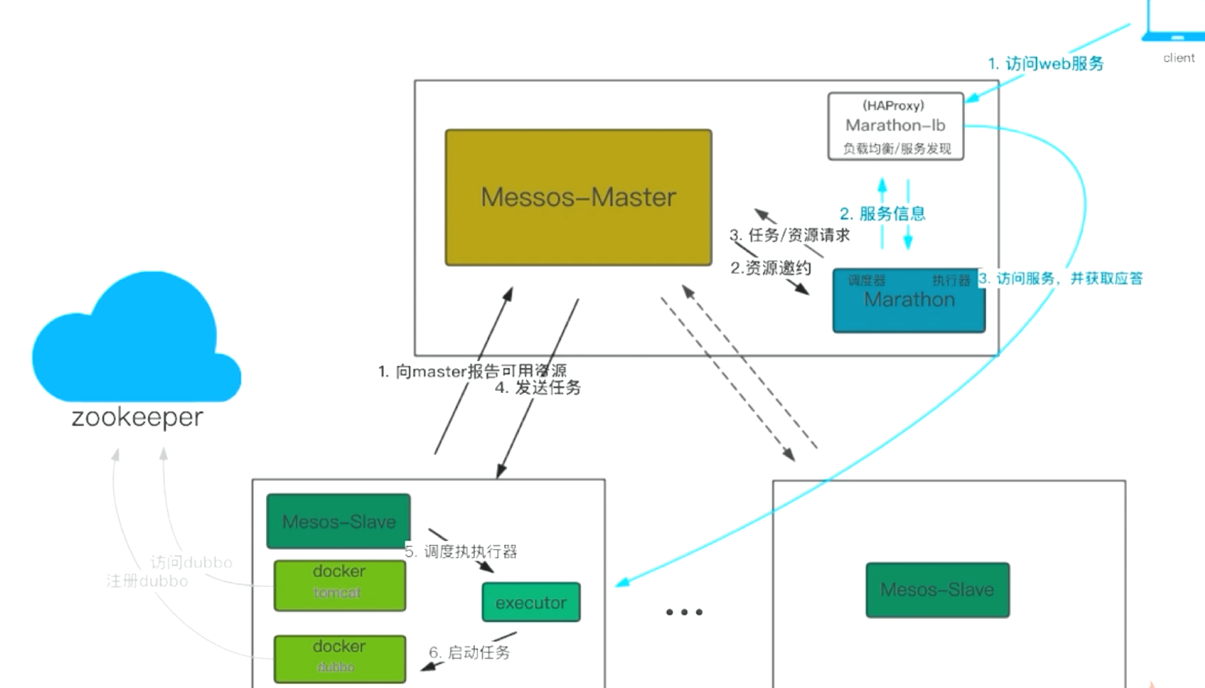 client
1. 访问web服务
(HAProxy)
Marathon-lb
负载均衡/服务发现
Messos-Master
2. 服务信息
3. 任务/资源请求
2.资源邀约
调度器
执行器
Marathon
3. 访问服务，并获取应答
1. 向master报告可用资源
4. 发送任务
zookeeper
访问dubbo
注册dubbo
Mesos-Slave
5. 调度执执行器
docker
tomcat
executor
docker
dubbo
6. 启动任务
Mesos-Slave